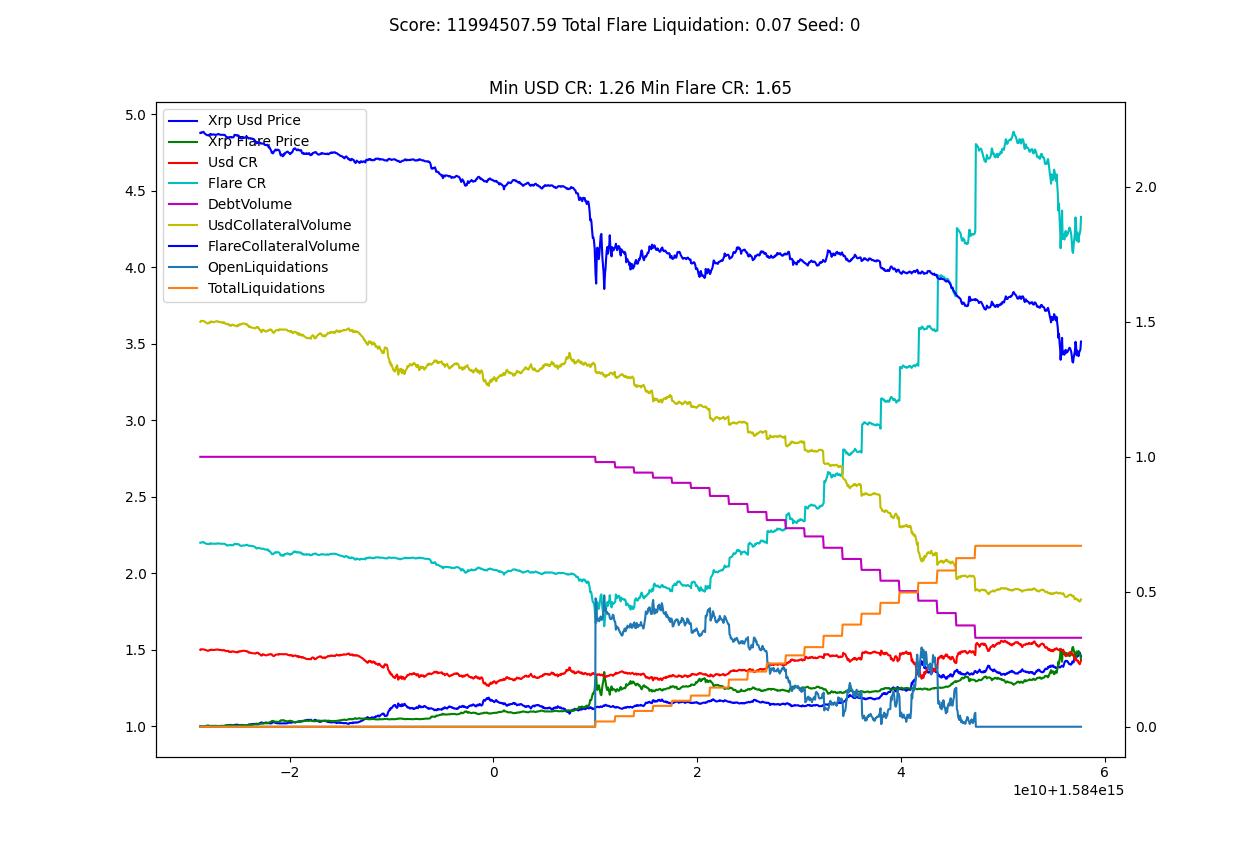 Score: 11994507.59 Total Flare Liquidation: 0.07 Seed: 0
Min USD CR: 1.26 Min Flare CR: 1.65
Xrp Usd Price
Xrp Flare Price
Usd CR
Flare CR
DebtVolume
UsdCollateralVolume
FlareCollateralVolume
OpenLiquidations
TotalLiquidations
5.0
4.5
4.0
3.5
3.0
2.5
2.0
1.5
1.0
2.0
1.5
1.0
0.5
0.0
−2
0
2
4
6
1e10+1.584e15